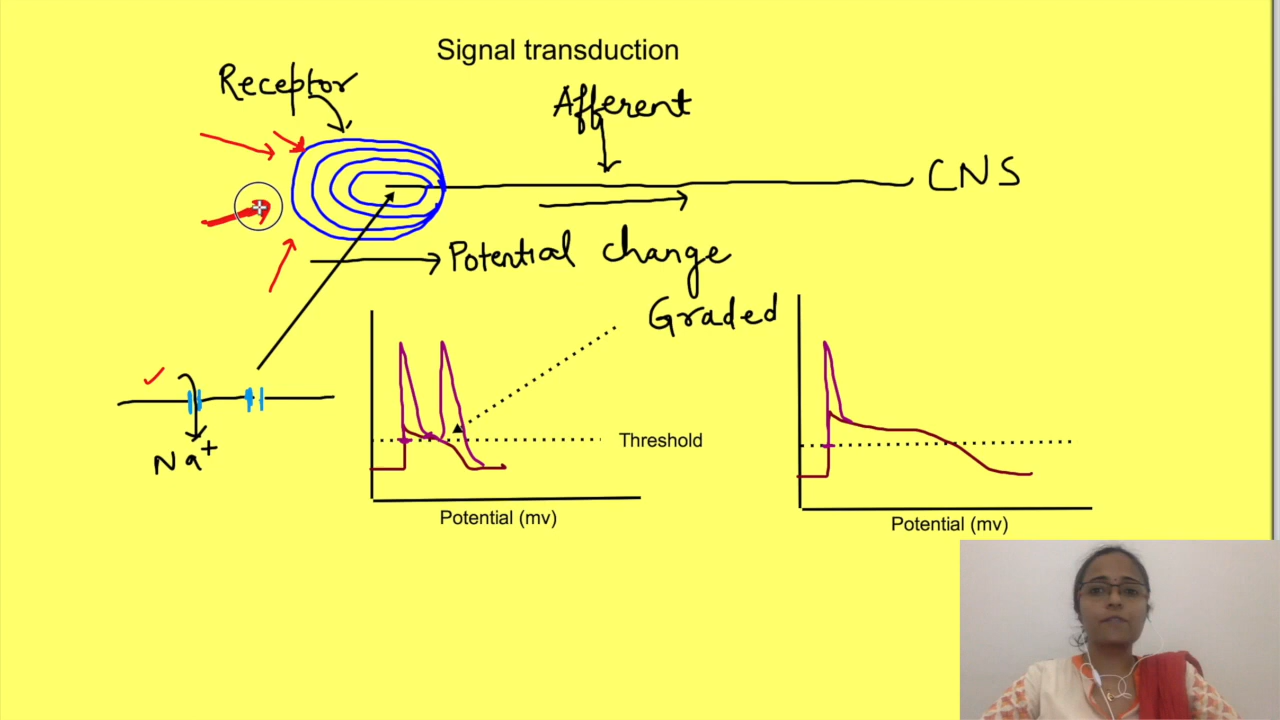 Signal transduction
Receptor
Afferent
CNS
Potential change
Graded
Threshold
Na+
Potential (mv)
Potential (mv)